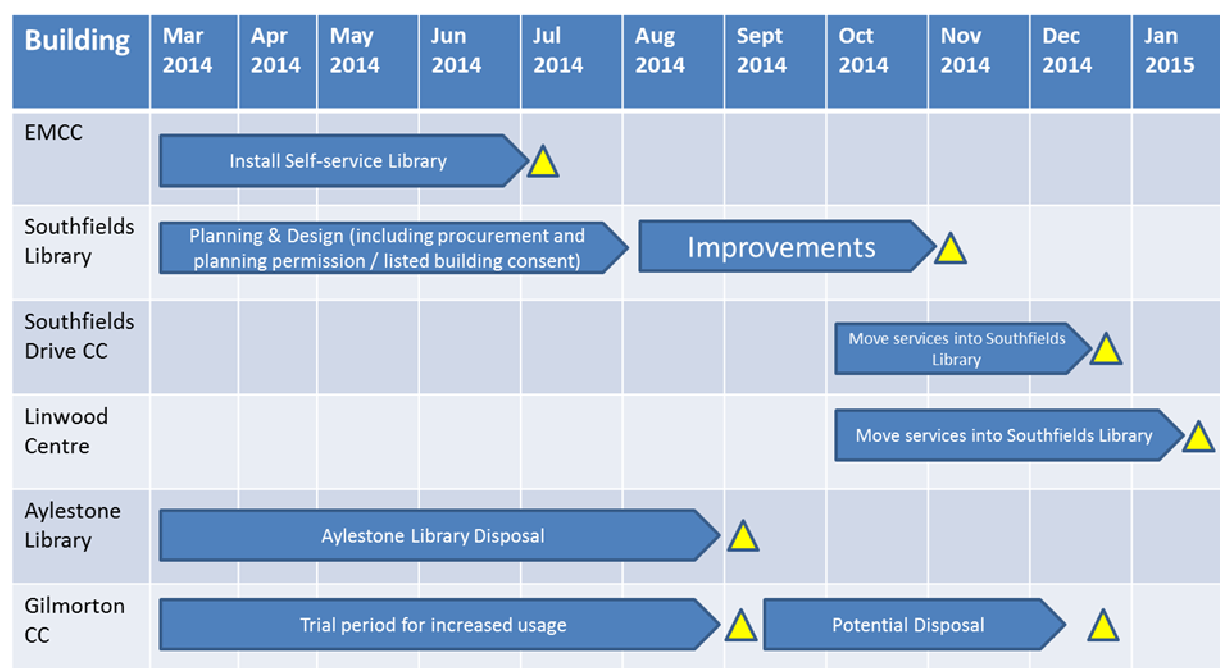 Building
Mar
2014
Apr
2014
May
2014
Jun
2014
Jul
2014
Aug
2014
Sept
2014
Oct
2014
Nov
2014
Dec
2014
Jan
2015
EMCC
Install Self-service Library
Southfields
Library
Planning & Design (including procurement and
planning permission / listed building consent)
Improvements
Southfields
Drive CC
Move services into Southfields
Library
Linwood
Centre
Move services into Southfields Library
Aylestone
Library
Aylestone Library Disposal
Gilmorton
CC
Trial period for increased usage
Potential Disposal